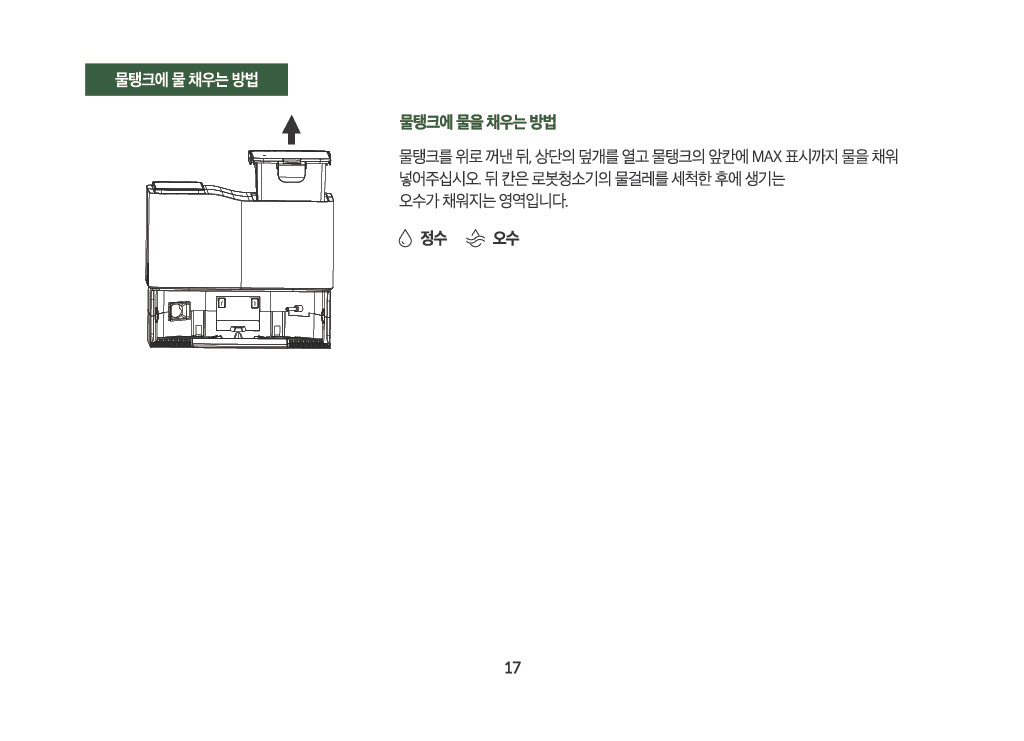 물탱크에 물 채우는 방법
물탱크에 물을 채우는 방법
물탱크를 위로 꺼낸 뒤, 상단의 덮개를 열고 물탱크의 앞칸에 MAX 표시까지 물을 채워
넣어주십시오. 뒤 칸은 로봇청소기의 물걸레를 세척한 후에 생기는
오수가 채워지는 영역입니다.
정수 오수
17